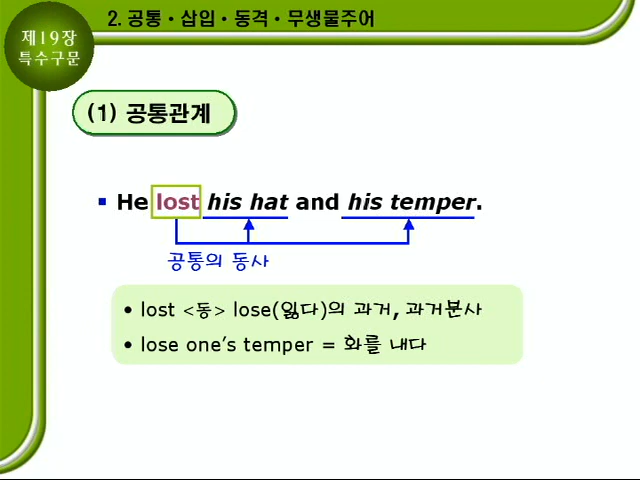 제19장
특수구문
2. 공통 · 삽입 · 동격 · 무생물주어
(1) 공통관계
▪ He lost his hat and his temper.
공통의 동사
• lost <동> lose(잃다)의 과거, 과거분사
• lose one's temper = 화를 내다